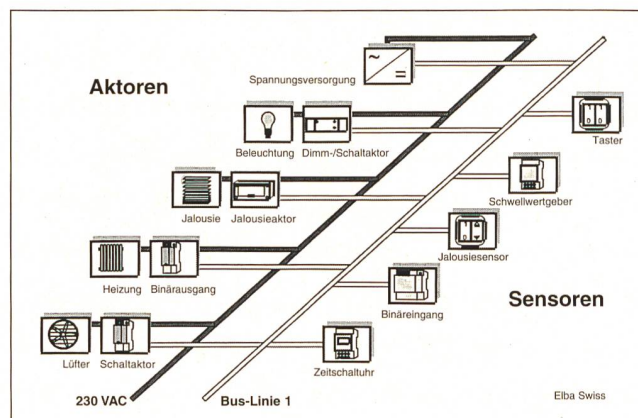 Spannungsversorgung
Aktoren
Beleuchtung Dimm-/Schaltaktor
Taster
Jalousie Jalousieaktor
Schwellwertgeber
Jalousiesensor
Heizung Binärausgang
Binäreingang
Sensoren
Lüfter Schaltaktor
Zeitschaltuhr
230 VAC Bus-Linie 1
Elba Swiss